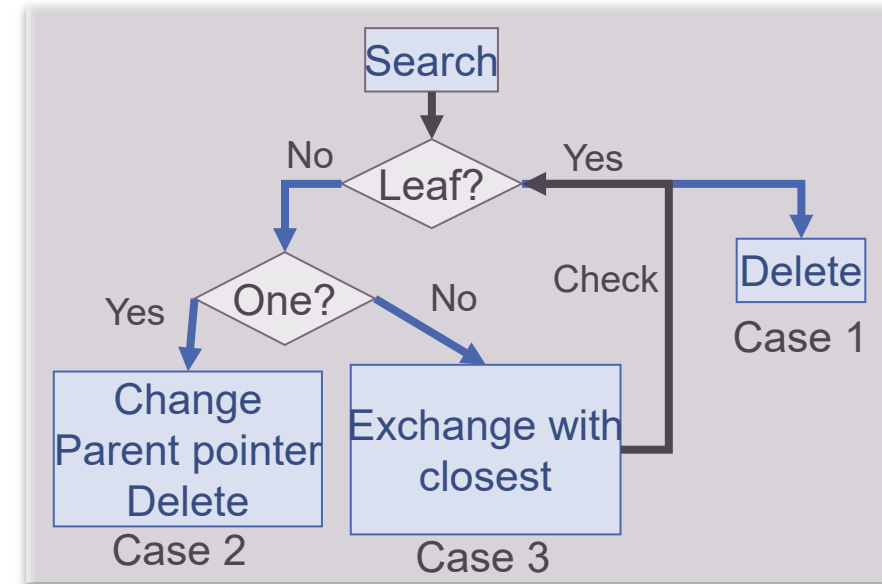 Search
No
Yes
Leaf?
Check
Delete
Case 1
Yes
One?
No
Change
Parent pointer
Delete
Case 2
Exchange with
closest
Case 3